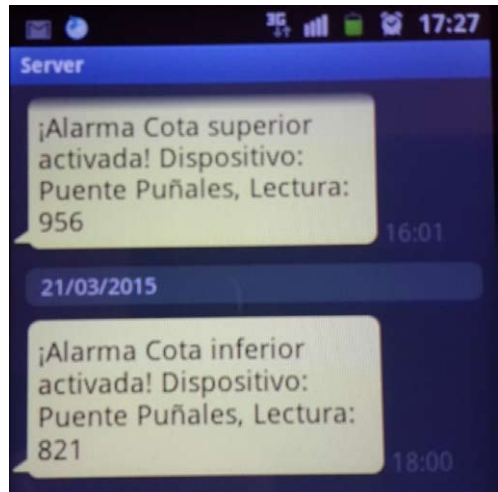 3G 17:27
Server
¡Alarma Cota superior
activada! Dispositivo:
Puente Puñales, Lectura:
956
16:01
21/03/2015
¡Alarma Cota inferior
activada! Dispositivo:
Puente Puñales, Lectura:
821
18:00